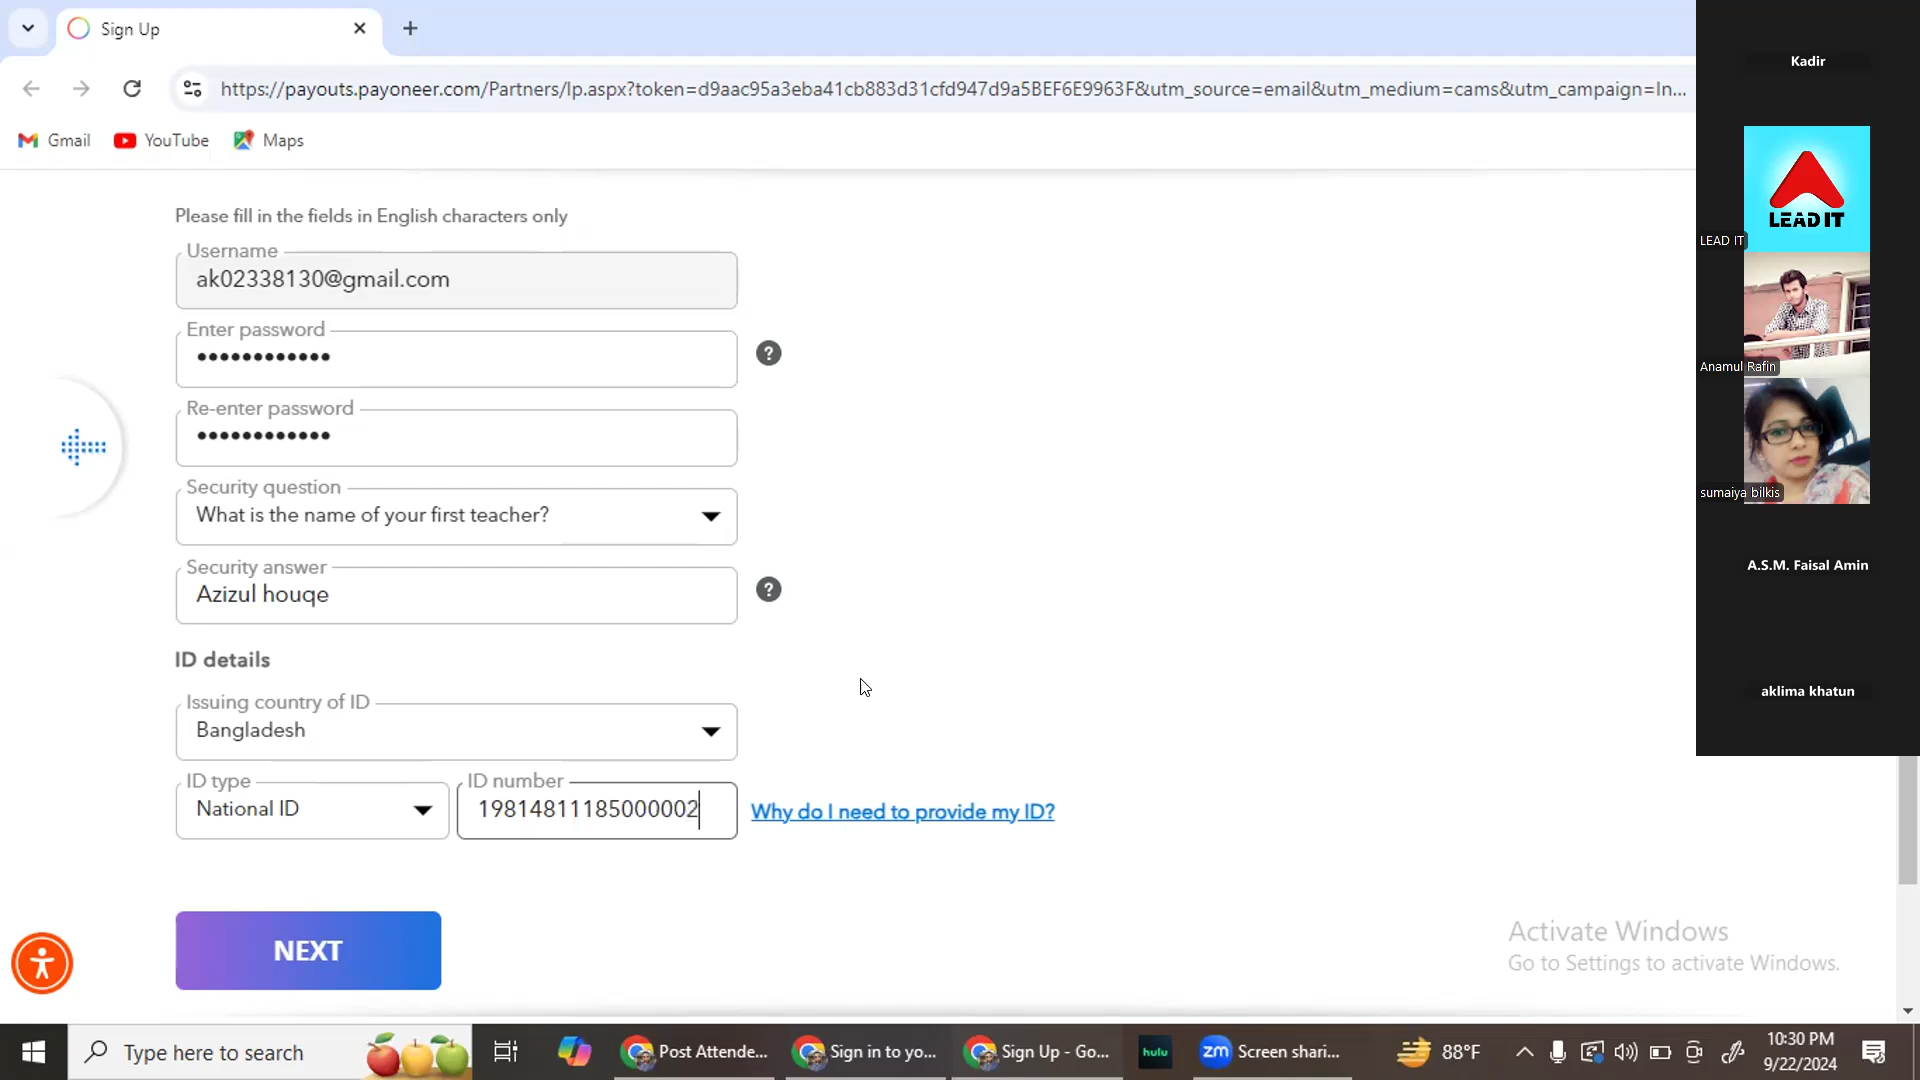 Sign Up
https://payouts.payoneer.com/Partners/lp.aspx?token=d9aac95a3eba41cb883d31cfd947d9a5BEF6E9963F&utm_source=email&utm_medium=cams&utm_campaign=In...
Gmail YouTube Maps
Please fill in the fields in English characters only
Username
ak02338130@gmail.com
Enter password
••••••••••••
?
Re-enter password
••••••••••••
Security question
What is the name of your first teacher?
Security answer
Azizul houqe
?
ID details
Issuing country of ID
Bangladesh
ID type
National ID
ID number
19814811185000002
Why do I need to provide my ID?
NEXT
Activate Windows
Go to Settings to activate Windows.
Kadir
LEAD IT
LEAD IT
Anamul Rafin
sumaiya bilkis
A.S.M. Faisal Amin
aklima khatun
Type here to search
Post Attende...
Sign in to yo...
Sign Up - Go...
hulu
zm
Screen shari...
88°F
10:30 PM
9/22/2024